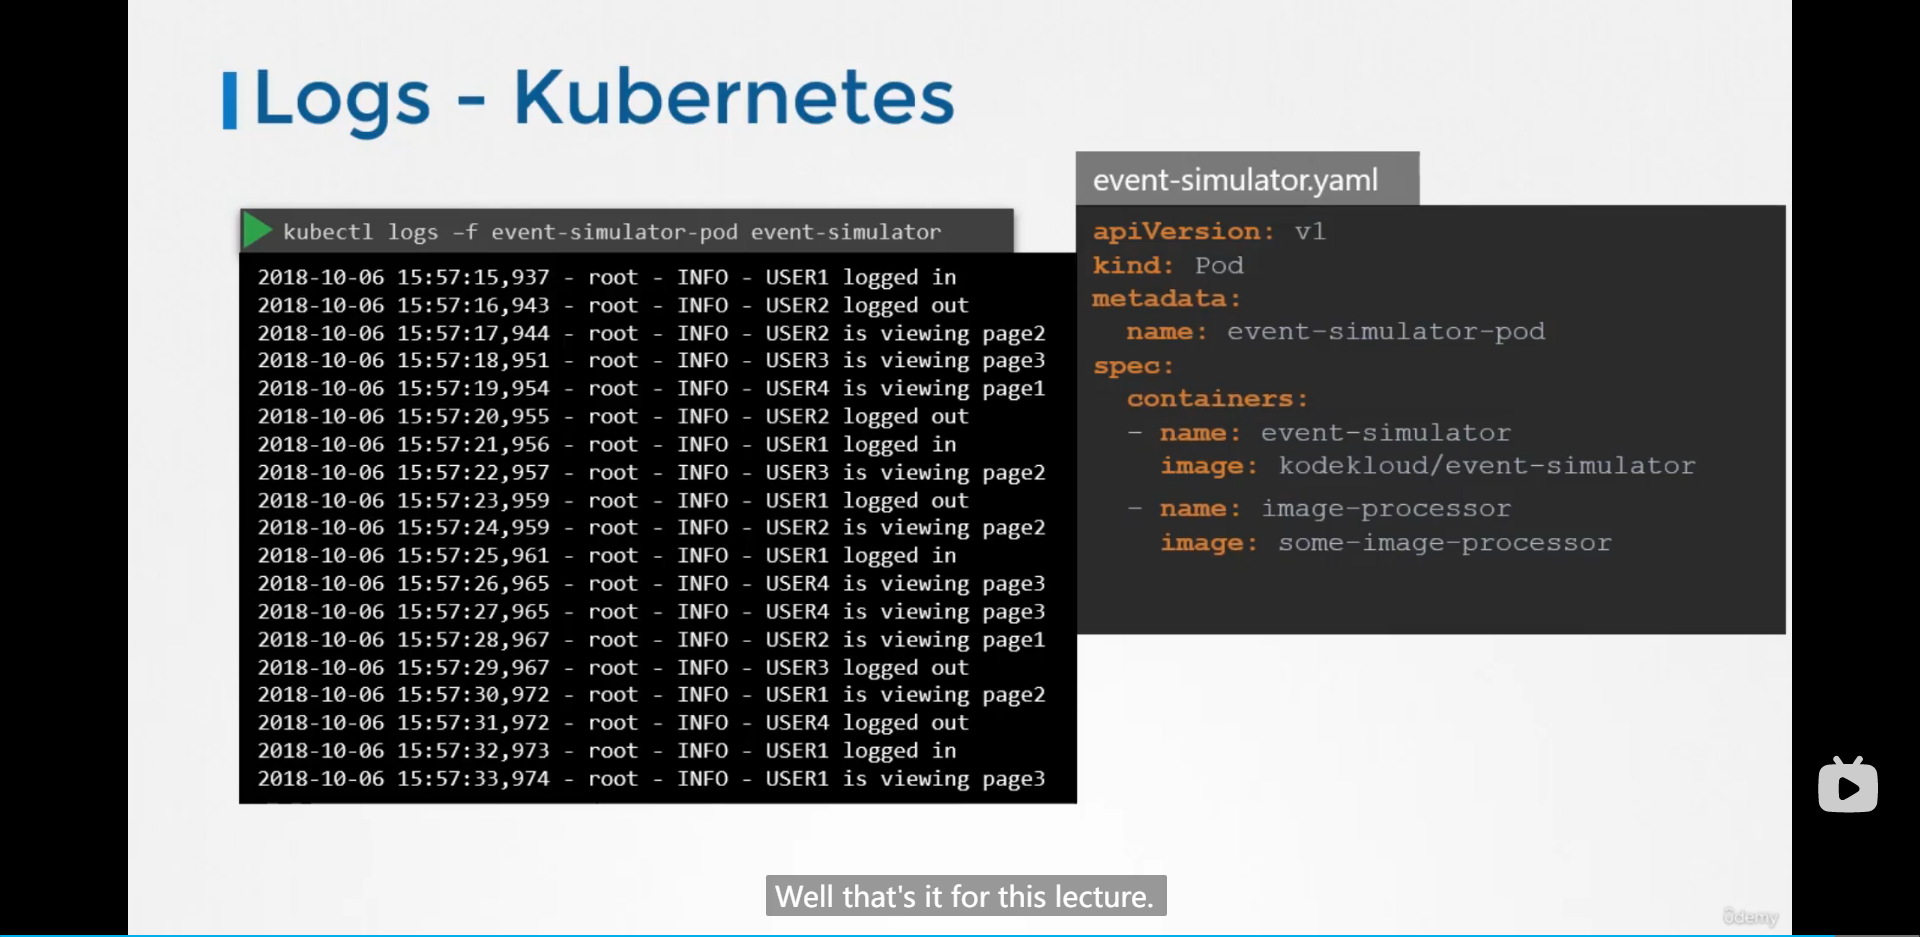 Logs - Kubernetes
kubectl logs –f event-simulator-pod event-simulator
2018-10-06 15:57:15,937 - root - INFO - USER1 logged in
2018-10-06 15:57:16,943 - root - INFO - USER2 logged out
2018-10-06 15:57:17,944 - root - INFO - USER2 is viewing page2
2018-10-06 15:57:18,951 - root - INFO - USER3 is viewing page3
2018-10-06 15:57:19,954 - root - INFO - USER4 is viewing page1
2018-10-06 15:57:20,955 - root - INFO - USER2 logged out
2018-10-06 15:57:21,956 - root - INFO - USER1 logged in
2018-10-06 15:57:22,957 - root - INFO - USER3 is viewing page2
2018-10-06 15:57:23,959 - root - INFO - USER1 logged out
2018-10-06 15:57:24,959 - root - INFO - USER2 is viewing page2
2018-10-06 15:57:25,961 - root - INFO - USER1 logged in
2018-10-06 15:57:26,965 - root - INFO - USER4 is viewing page3
2018-10-06 15:57:27,965 - root - INFO - USER4 is viewing page3
2018-10-06 15:57:28,967 - root - INFO - USER2 is viewing page1
2018-10-06 15:57:29,967 - root - INFO - USER3 logged out
2018-10-06 15:57:30,972 - root - INFO - USER1 is viewing page2
2018-10-06 15:57:31,972 - root - INFO - USER4 logged out
2018-10-06 15:57:32,973 - root - INFO - USER1 logged in
2018-10-06 15:57:33,974 - root - INFO - USER1 is viewing page3
event-simulator.yaml
apiVersion: v1
kind: Pod
metadata:
  name: event-simulator-pod
spec:
  containers:
  - name: event-simulator
    image: kodekloud/event-simulator
  - name: image-processor
    image: some-image-processor
Well that's it for this lecture.
ûdemy